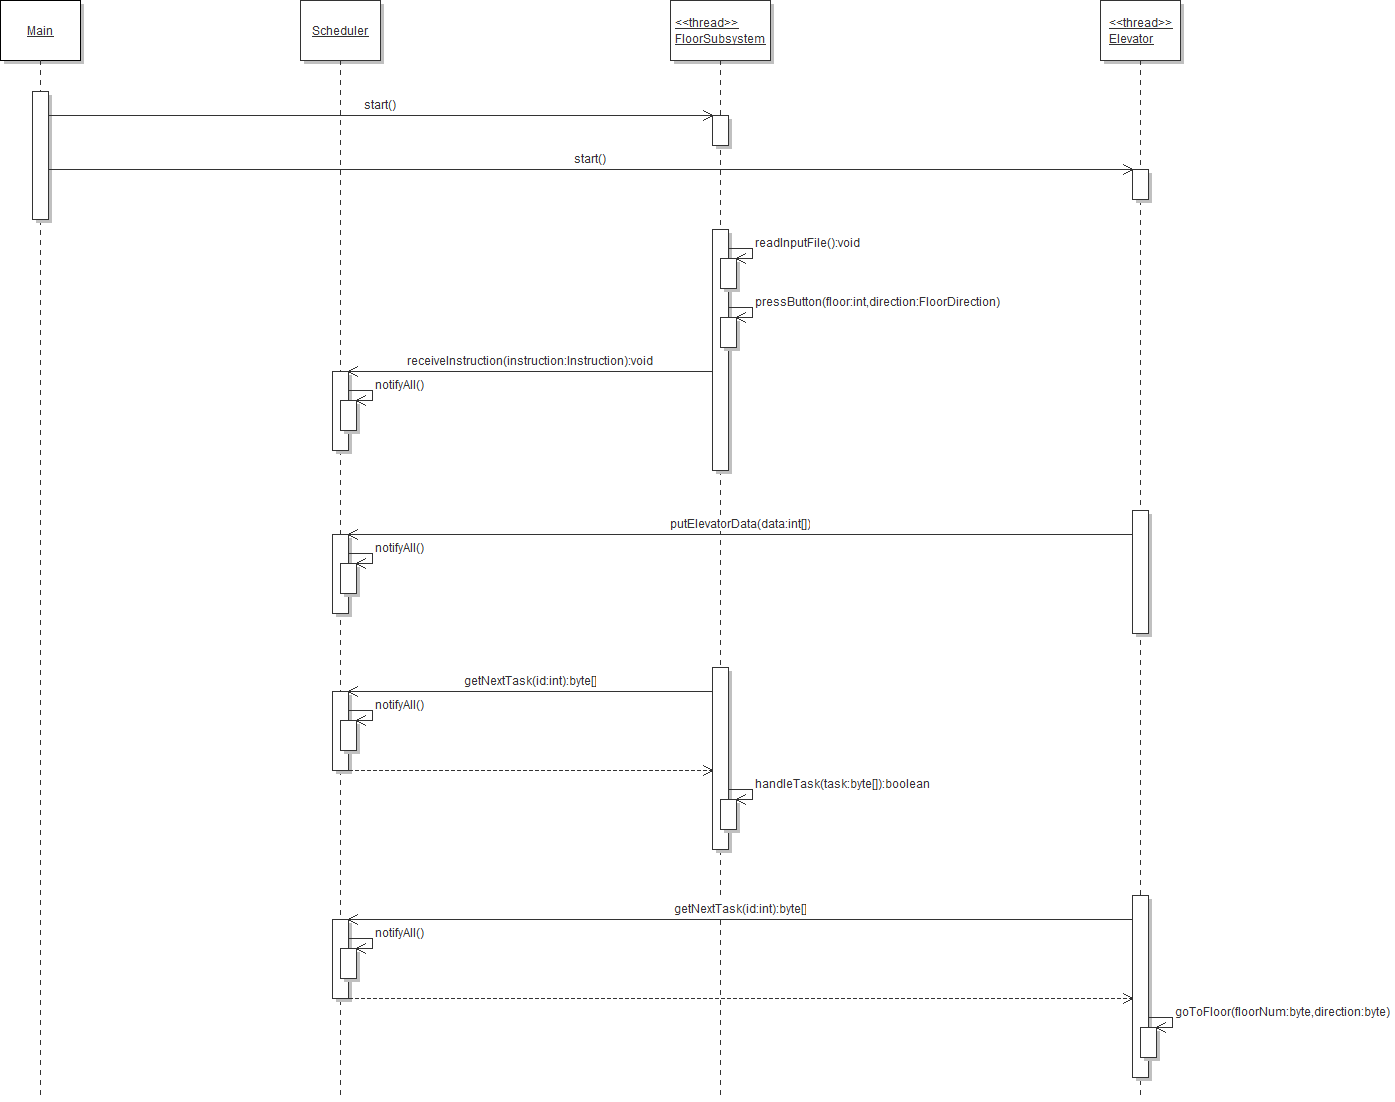 Main
Scheduler
<<thread>>
FloorSubsystem
<<thread>>
Elevator
start()
start()
readInputFile():void
pressButton(floor:int,direction:FloorDirection)
receiveInstruction(instruction:Instruction):void
notifyAll()
putElevatorData(data:int[])
notifyAll()
getNextTask(id:int):byte[]
notifyAll()
handleTask(task:byte[]):boolean
getNextTask(id:int):byte[]
notifyAll()
goToFloor(floorNum:byte,direction:byte)